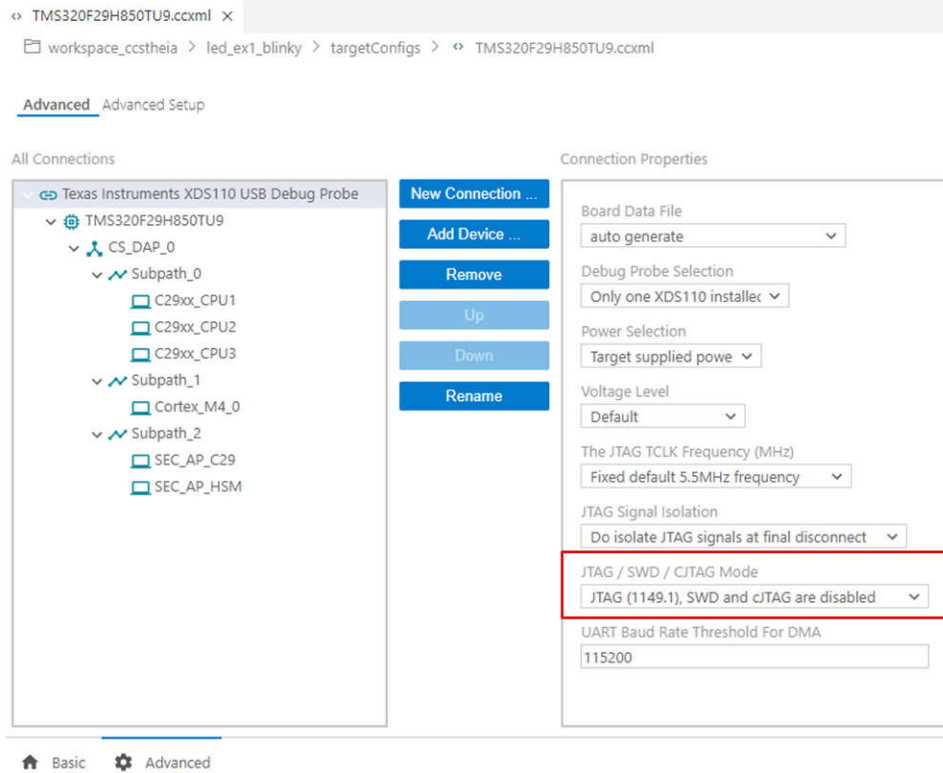 TMS320F29H850TU9.ccxml
workspace_ccstheia > led_ex1_blinky > targetConfigs > TMS320F29H850TU9.ccxml
Advanced Advanced Setup
All Connections
Texas Instruments XDS110 USB Debug Probe
TMS320F29H850TU9
CS_DAP_0
Subpath_0
C29xx_CPU1
C29xx_CPU2
C29xx_CPU3
Subpath_1
Cortex_M4_0
Subpath_2
SEC_AP_C29
SEC_AP_HSM
New Connection ...
Add Device ...
Remove
Up
Down
Rename
Connection Properties
Board Data File
auto generate
Debug Probe Selection
Only one XDS110 installec
Power Selection
Target supplied powe
Voltage Level
Default
The JTAG TCLK Frequency (MHz)
Fixed default 5.5MHz frequency
JTAG Signal Isolation
Do isolate JTAG signals at final disconnect
JTAG / SWD / CJTAG Mode
JTAG (1149.1), SWD and cJTAG are disabled
UART Baud Rate Threshold For DMA
115200
Basic Advanced